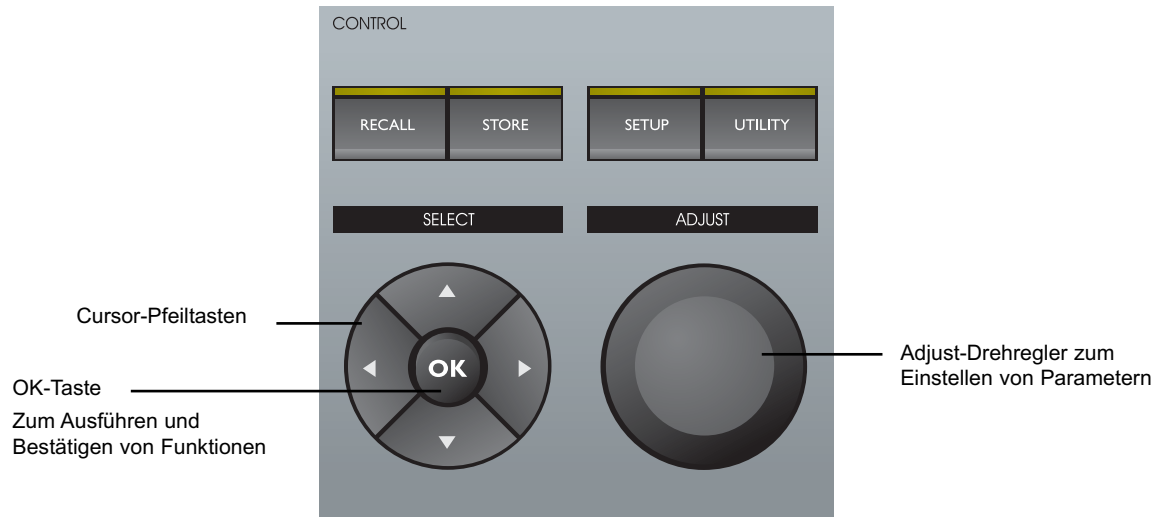 CONTROL
RECALL
STORE
SETUP
UTILITY
SELECT
ADJUST
Cursor-Pfeiltasten
OK
OK-Taste
Zum Ausführen und
Bestätigen von Funktionen
Adjust-Drehregler zum
Einstellen von Parametern